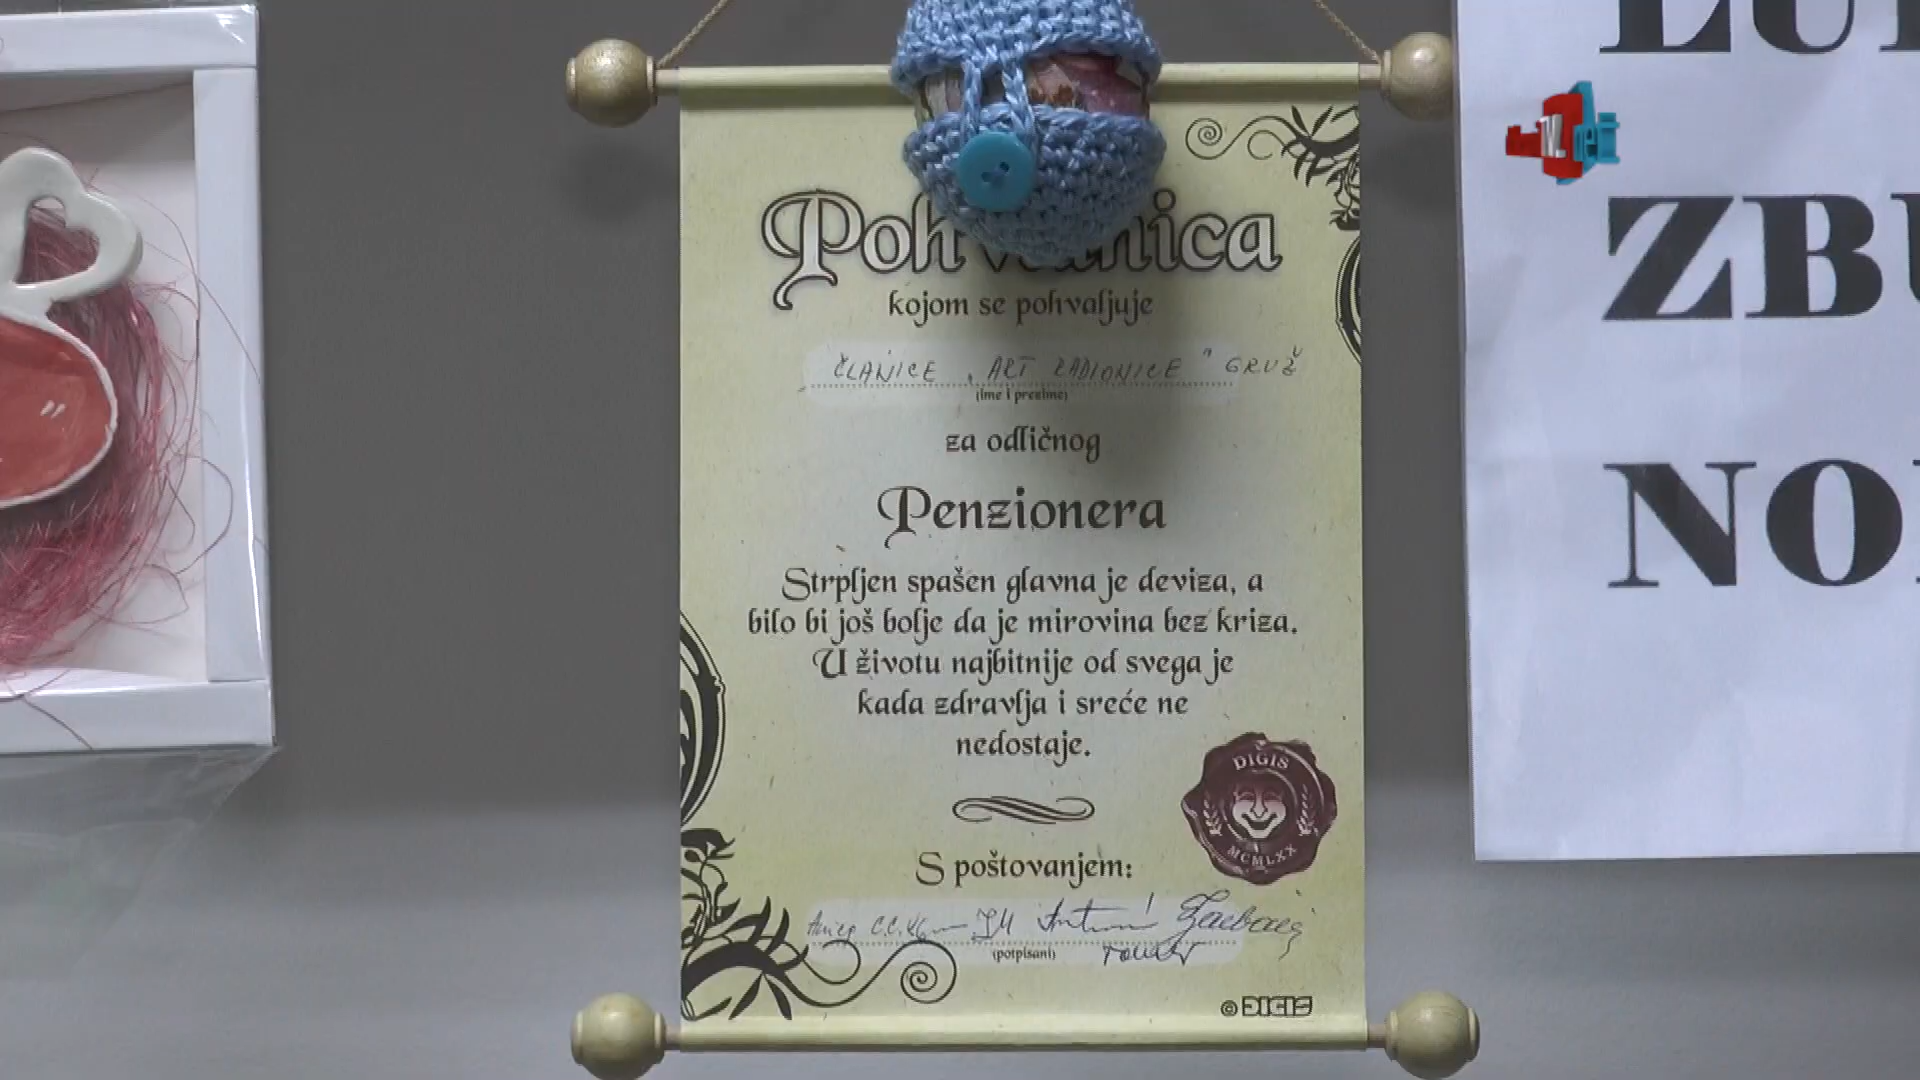 Pohvalnica
kojom se pohvaljuje
ČLANICE „ART RADIONICE" GRUŽ
(ime i prezime)
za odličnog
Penzionera
Strpljen spašen glavna je deviza, a
bilo bi još bolje da je mirovina bez kriza.
U životu najbitnije od svega je
kada zdravlja i sreće ne
nedostaje.
DIGIS
MCMLXX
S poštovanjem:
(potpisani)
© DIGIS
ZB
NO